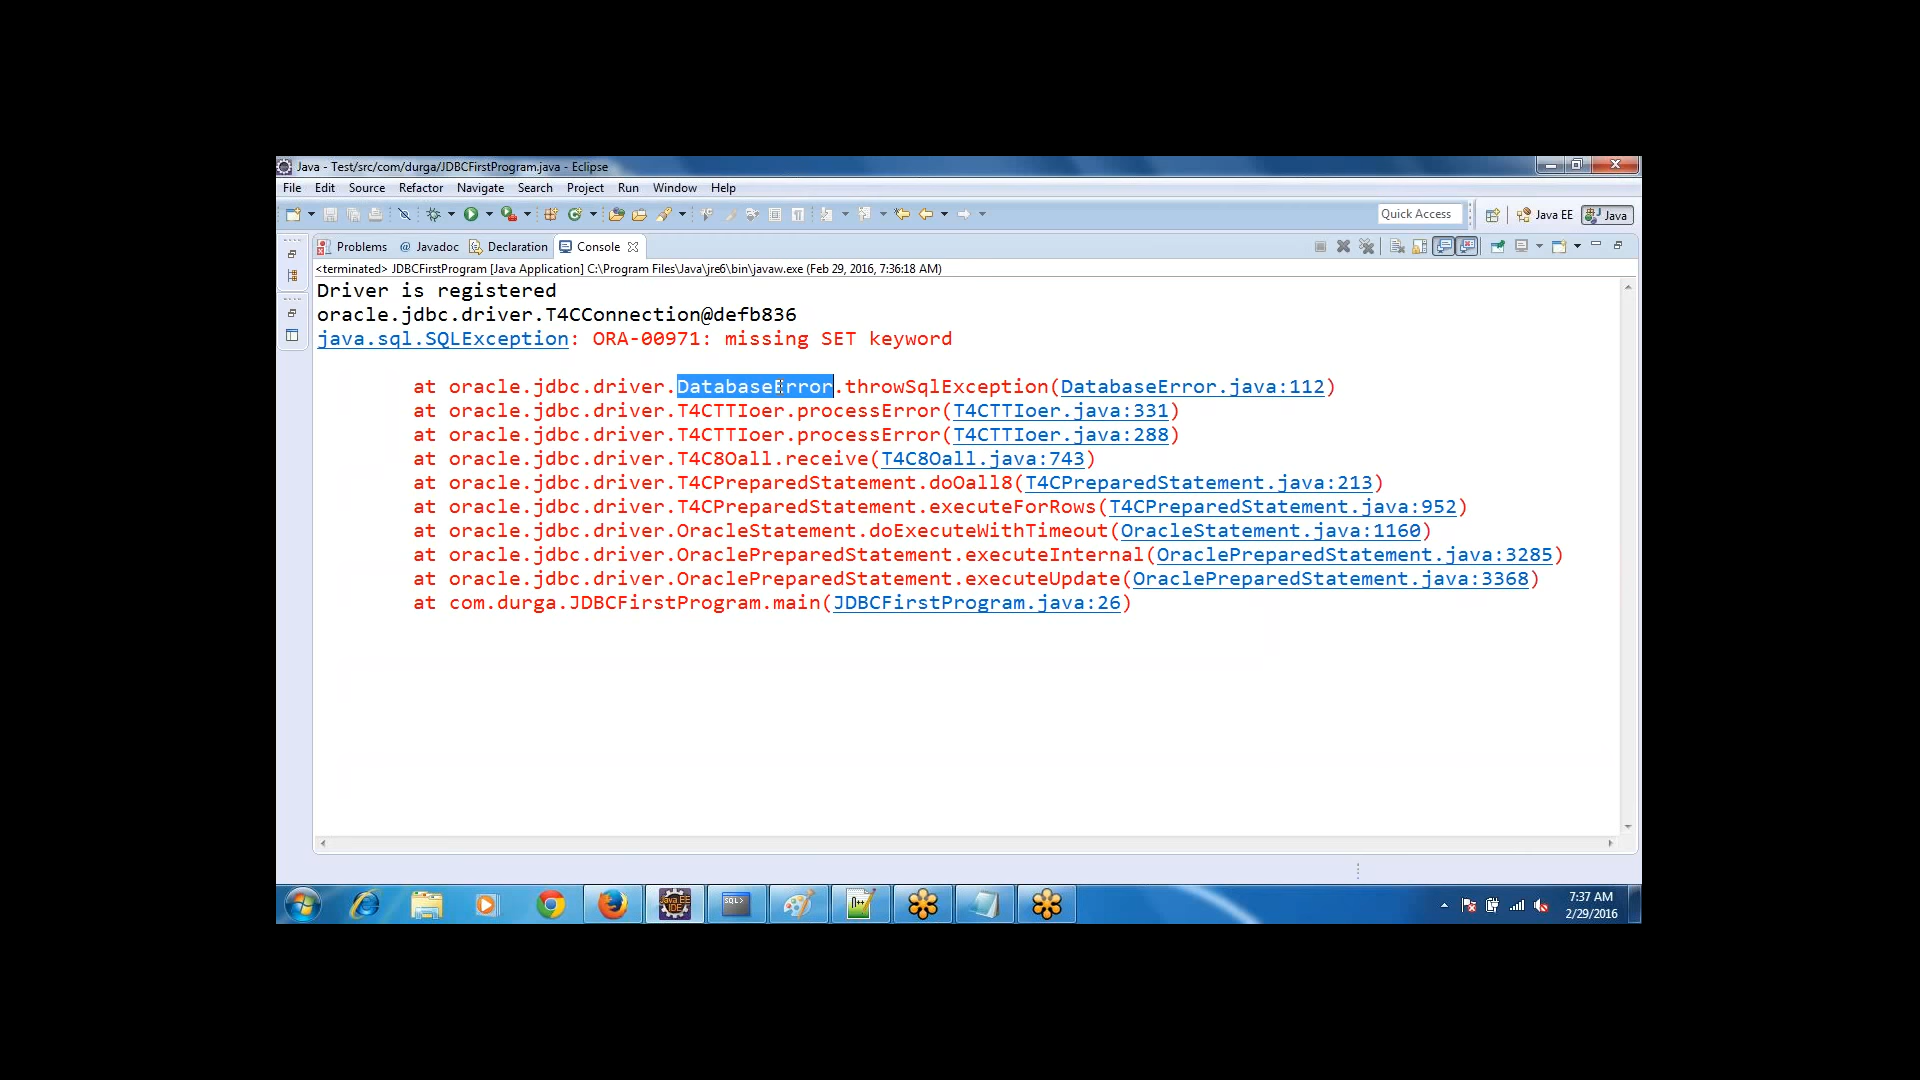 Java - Test/src/com/durga/JDBCFirstProgram.java - Eclipse
File Edit Source Refactor Navigate Search Project Run Window Help
Quick Access Java EE Java
Problems @ Javadoc Declaration Console
<terminated> JDBCFirstProgram [Java Application] C:\Program Files\Java\jre6\bin\javaw.exe (Feb 29, 2016, 7:36:18 AM)
Driver is registered
oracle.jdbc.driver.T4CConnection@defb836
java.sql.SQLException: ORA-00971: missing SET keyword
at oracle.jdbc.driver.DatabaseError.throwSqlException(DatabaseError.java:112)
at oracle.jdbc.driver.T4CTTIoer.processError(T4CTTIoer.java:331)
at oracle.jdbc.driver.T4CTTIoer.processError(T4CTTIoer.java:288)
at oracle.jdbc.driver.T4C8Oall.receive(T4C8Oall.java:743)
at oracle.jdbc.driver.T4CPreparedStatement.doOall8(T4CPreparedStatement.java:213)
at oracle.jdbc.driver.T4CPreparedStatement.executeForRows(T4CPreparedStatement.java:952)
at oracle.jdbc.driver.OracleStatement.doExecuteWithTimeout(OracleStatement.java:1160)
at oracle.jdbc.driver.OraclePreparedStatement.executeInternal(OraclePreparedStatement.java:3285)
at oracle.jdbc.driver.OraclePreparedStatement.executeUpdate(OraclePreparedStatement.java:3368)
at com.durga.JDBCFirstProgram.main(JDBCFirstProgram.java:26)
Java EE
IDE
SQL>
n++
7:37 AM
2/29/2016